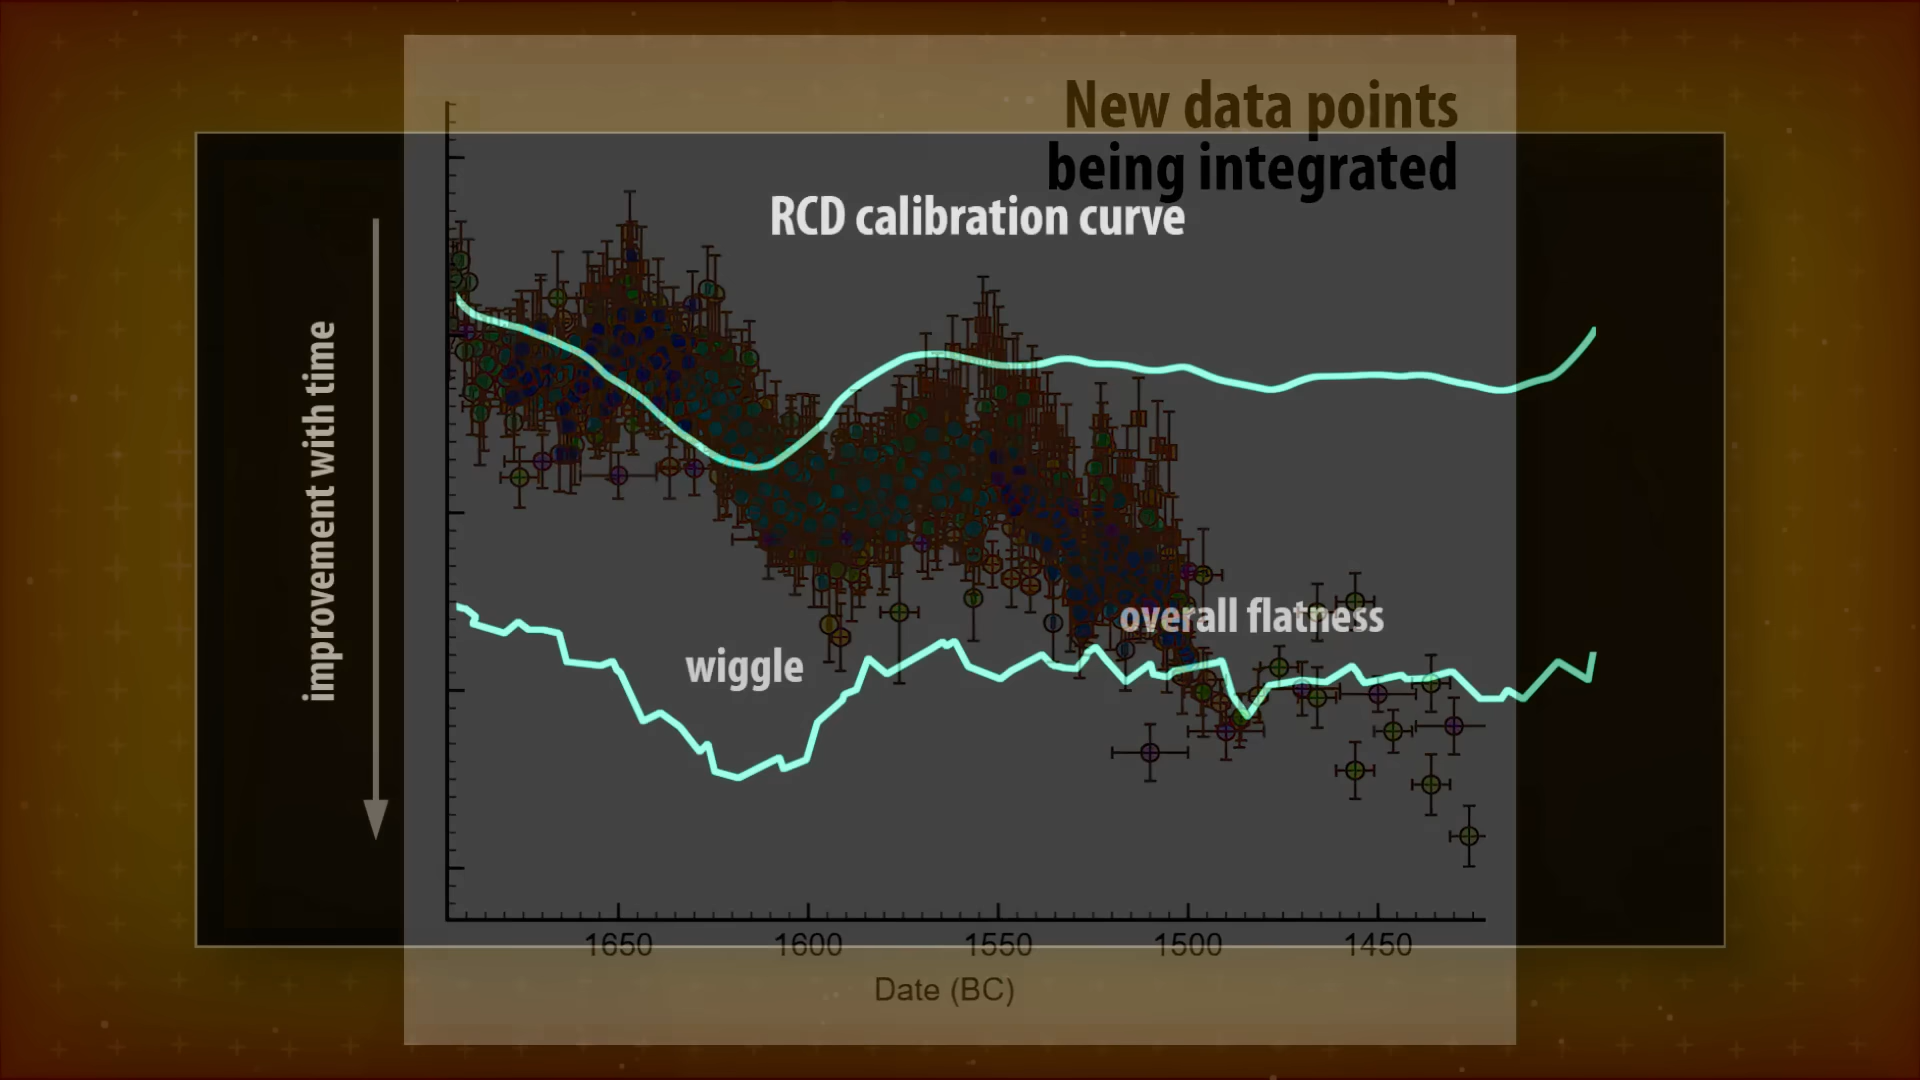 New data points
being integrated
RCD calibration curve
improvement with time
overall flatness
wiggle
1650 1600 1550 1500 1450
Date (BC)